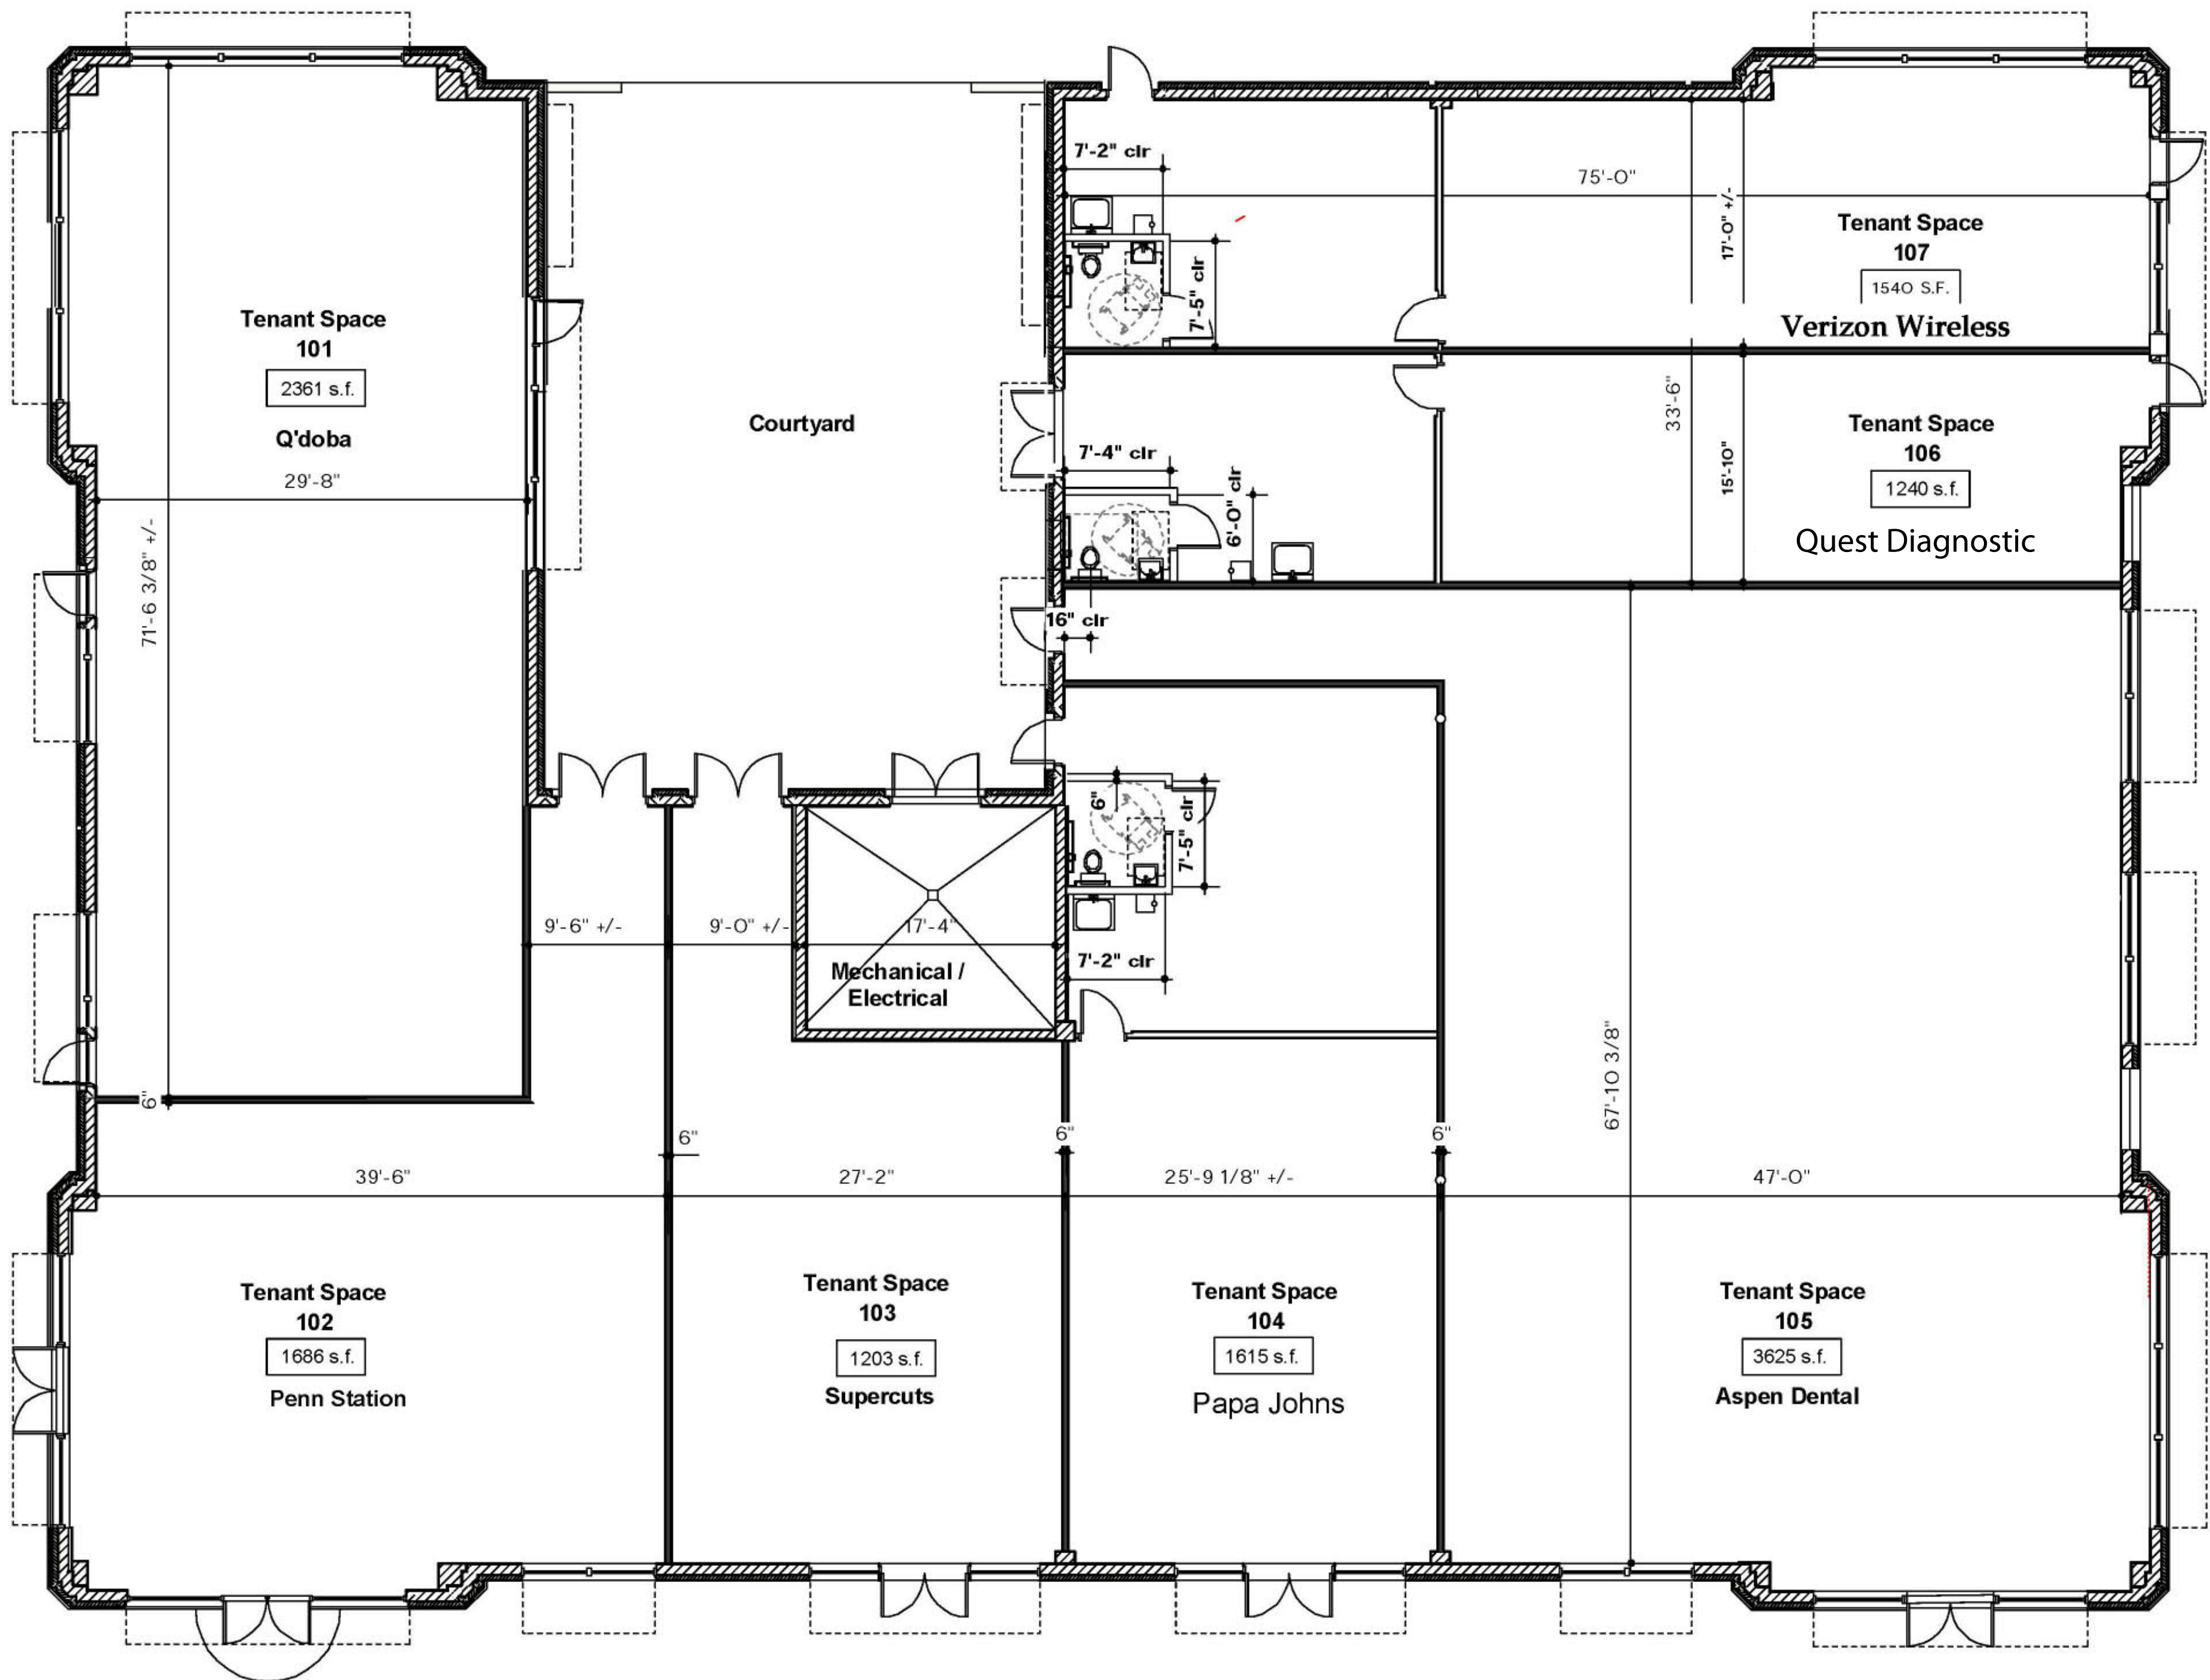 7'-2" clr
75'-0"
17'-0" +/-
Tenant Space
107
1540 S.F.
Verizon Wireless
7'-5" clr
Tenant Space
101
2361 s.f.
Q'doba
29'-8"
71'-6 3/8" +/-
6"
Courtyard
33'-6"
15'-10"
Tenant Space
106
1240 s.f.
Quest Diagnostic
7'-4" clr
6'-0" clr
16" clr
6"
7'-5" clr
7'-2" clr
9'-6" +/-
9'-0" +/-
17'-4"
Mechanical /
Electrical
67'-10 3/8"
6"
6"
6"
39'-6"
27'-2"
25'-9 1/8" +/-
47'-0"
Tenant Space
102
1686 s.f.
Penn Station
Tenant Space
103
1203 s.f.
Supercuts
Tenant Space
104
1615 s.f.
Papa Johns
Tenant Space
105
3625 s.f.
Aspen Dental